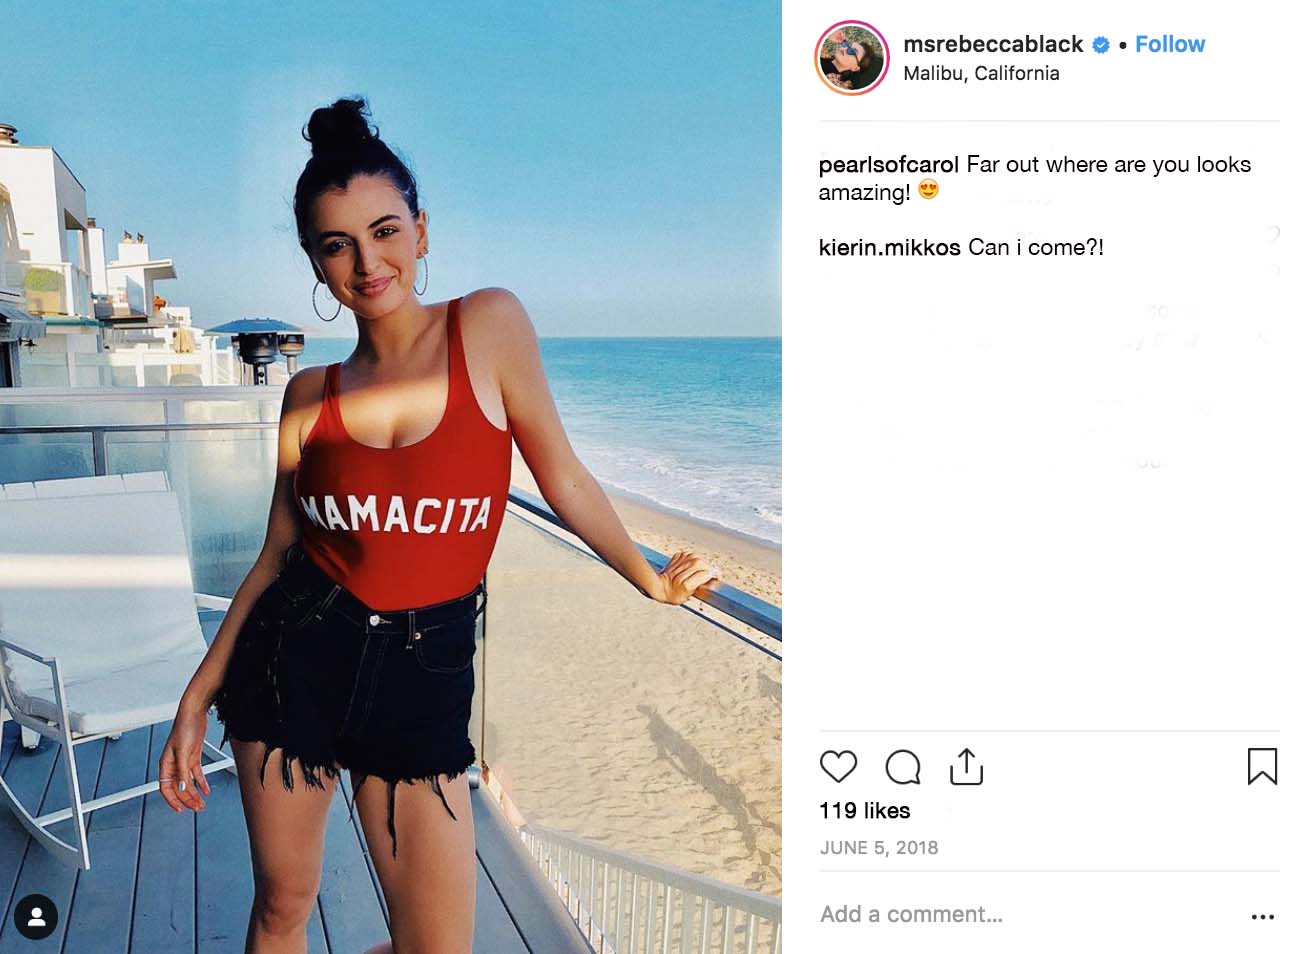 msrebeccablack • Follow
Malibu, California
pearlsofcarol Far out where are you looks
amazing! 😍
kierin.mikkos Can i come?!
MAMACITA
119 likes
JUNE 5, 2018
Add a comment...